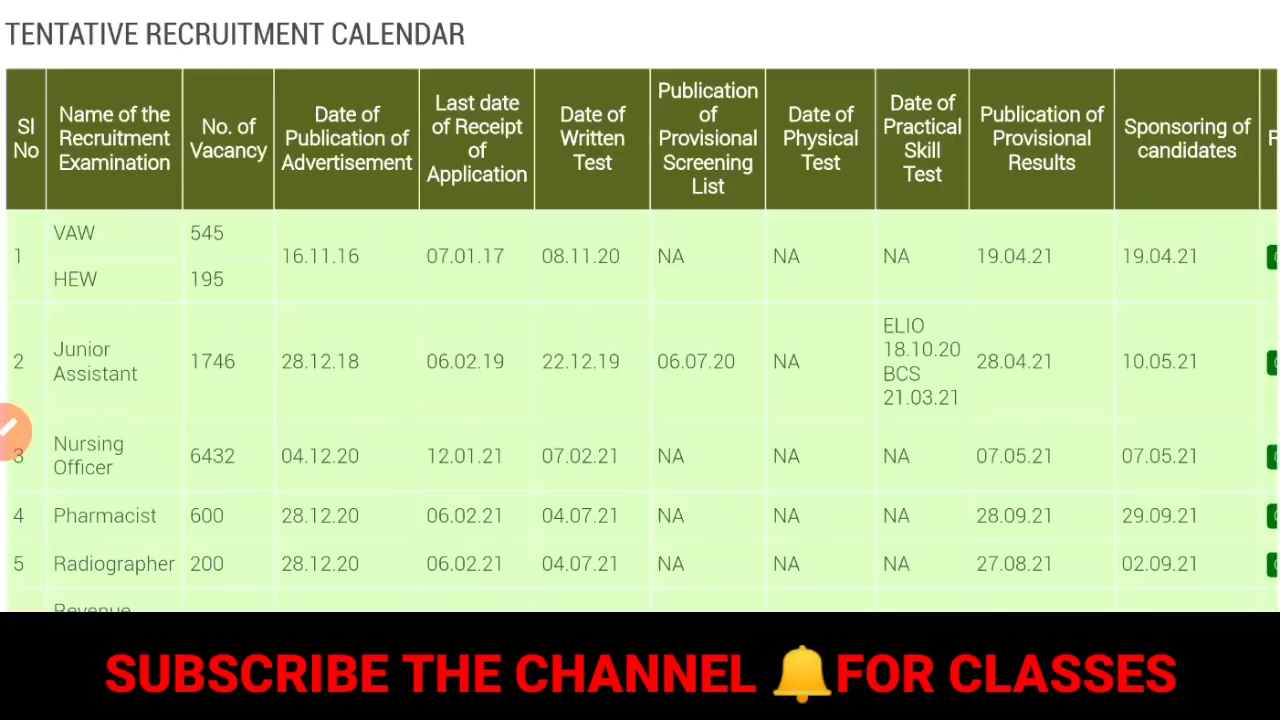 TENTATIVE RECRUITMENT CALENDAR
Sl No | Name of the Recruitment Examination | No. of Vacancy | Date of Publication of Advertisement | Last date of Receipt of Application | Date of Written Test | Publication of Provisional Screening List | Date of Physical Test | Date of Practical Skill Test | Publication of Provisional Results | Sponsoring of candidates
1 | VAW | 545 | 16.11.16 | 07.01.17 | 08.11.20 | NA | NA | NA | 19.04.21 | 19.04.21
HEW | 195
2 | Junior Assistant | 1746 | 28.12.18 | 06.02.19 | 22.12.19 | 06.07.20 | NA | ELIO 18.10.20 BCS 21.03.21 | 28.04.21 | 10.05.21
3 | Nursing Officer | 6432 | 04.12.20 | 12.01.21 | 07.02.21 | NA | NA | NA | 07.05.21 | 07.05.21
4 | Pharmacist | 600 | 28.12.20 | 06.02.21 | 04.07.21 | NA | NA | NA | 28.09.21 | 29.09.21
5 | Radiographer | 200 | 28.12.20 | 06.02.21 | 04.07.21 | NA | NA | NA | 27.08.21 | 02.09.21
Revenue
SUBSCRIBE THE CHANNEL 🔔FOR CLASSES